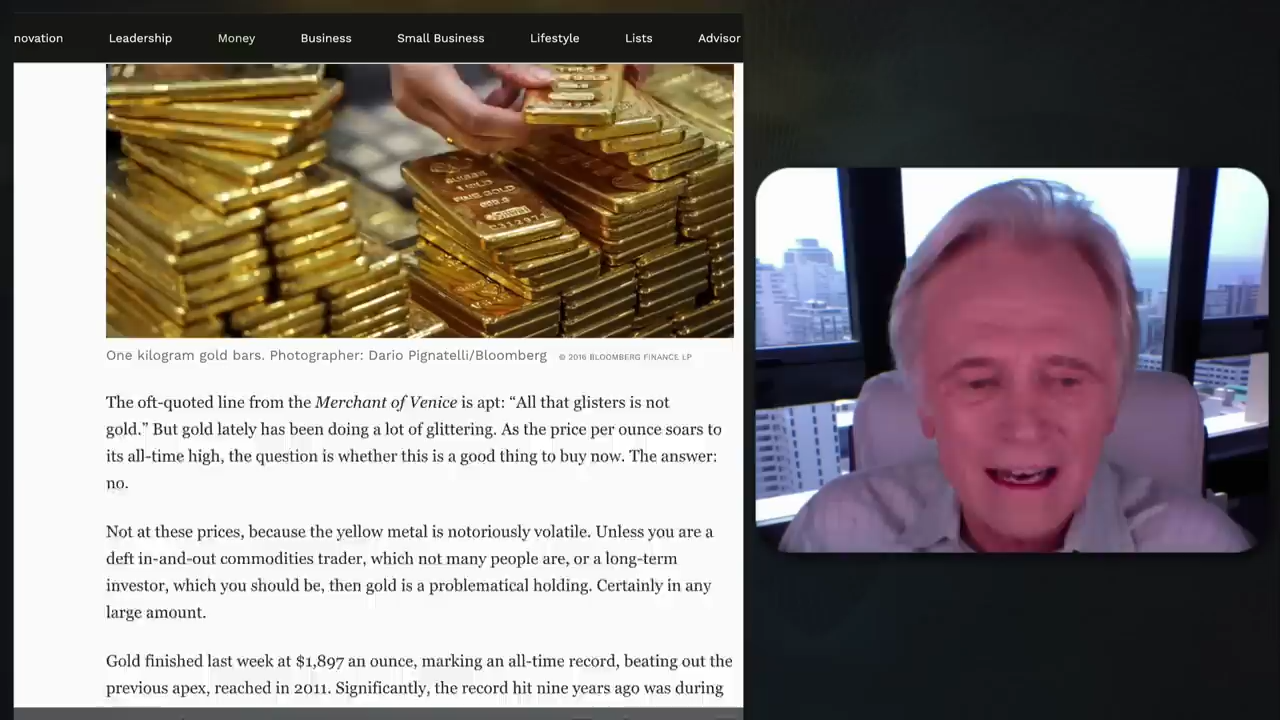 novation Leadership Money Business Small Business Lifestyle Lists Advisor
One kilogram gold bars. Photographer: Dario Pignatelli/Bloomberg © 2016 BLOOMBERG FINANCE LP
The oft-quoted line from the Merchant of Venice is apt: “All that glisters is not
gold.” But gold lately has been doing a lot of glittering. As the price per ounce soars to
its all-time high, the question is whether this is a good thing to buy now. The answer:
no.
Not at these prices, because the yellow metal is notoriously volatile. Unless you are a
deft in-and-out commodities trader, which not many people are, or a long-term
investor, which you should be, then gold is a problematical holding. Certainly in any
large amount.
Gold finished last week at $1,897 an ounce, marking an all-time record, beating out the
previous apex, reached in 2011. Significantly, the record hit nine years ago was during